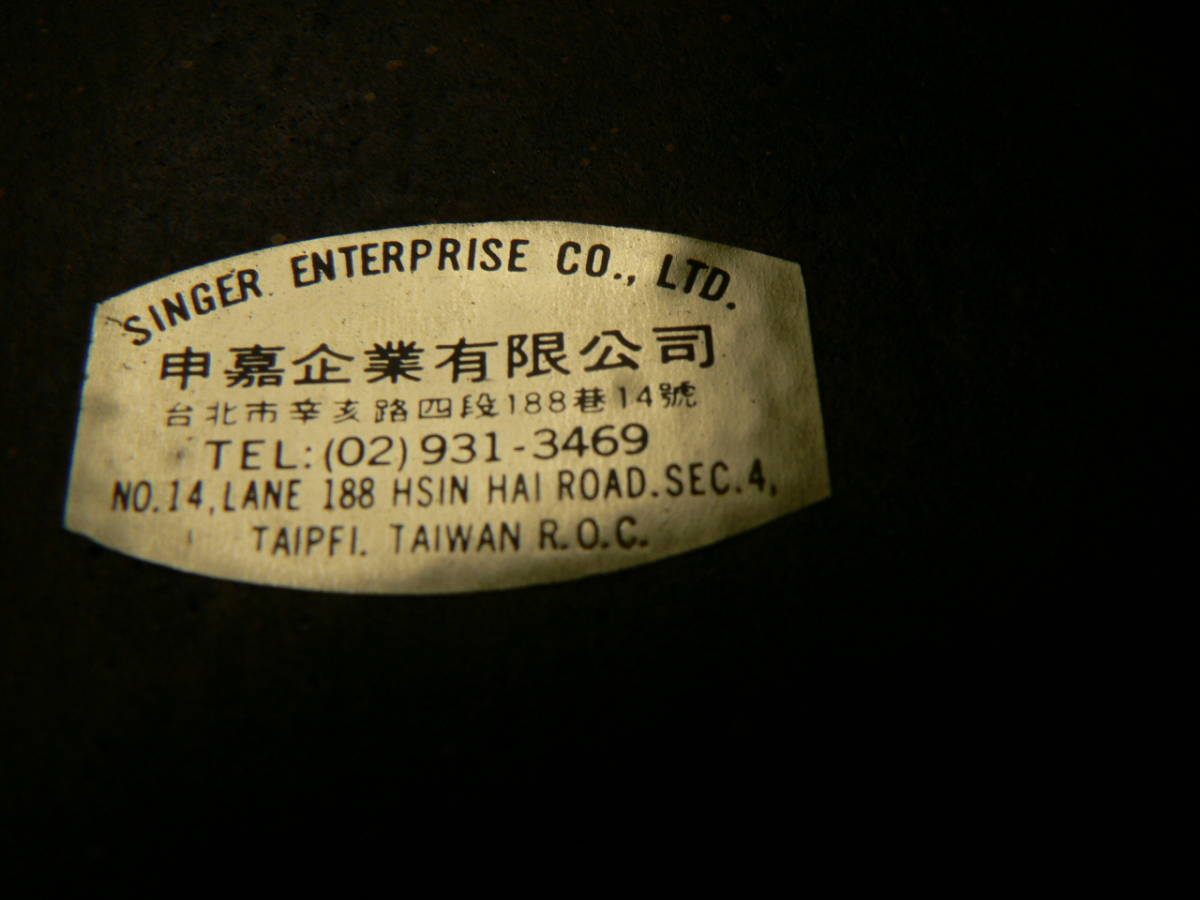 SINGER ENTERPRISE CO., LTD.
申嘉企業有限公司
台北市辛亥路四段188巷14號
TEL:(02)931-3469
NO.14,LANE 188 HSIN HAI ROAD.SEC.4,
TAIPEI. TAIWAN R.O.C.